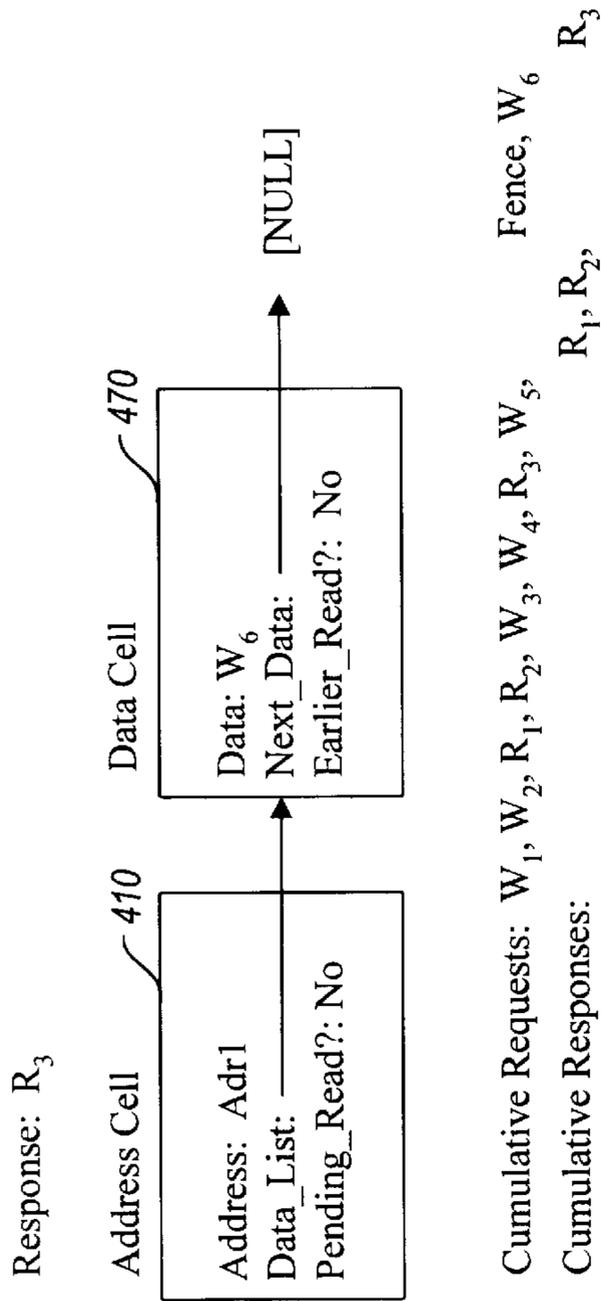 Response: R3
Address Cell
410
Address: Adr1
Data_List:
Pending_Read?: No
Data Cell
470
Data: W6
Next_Data:
Earlier_Read?: No
[NULL]
Cumulative Requests: W1, W2, R1, R2, W3, W4, R3, W5, Fence, W6
Cumulative Responses: R1, R2, R3